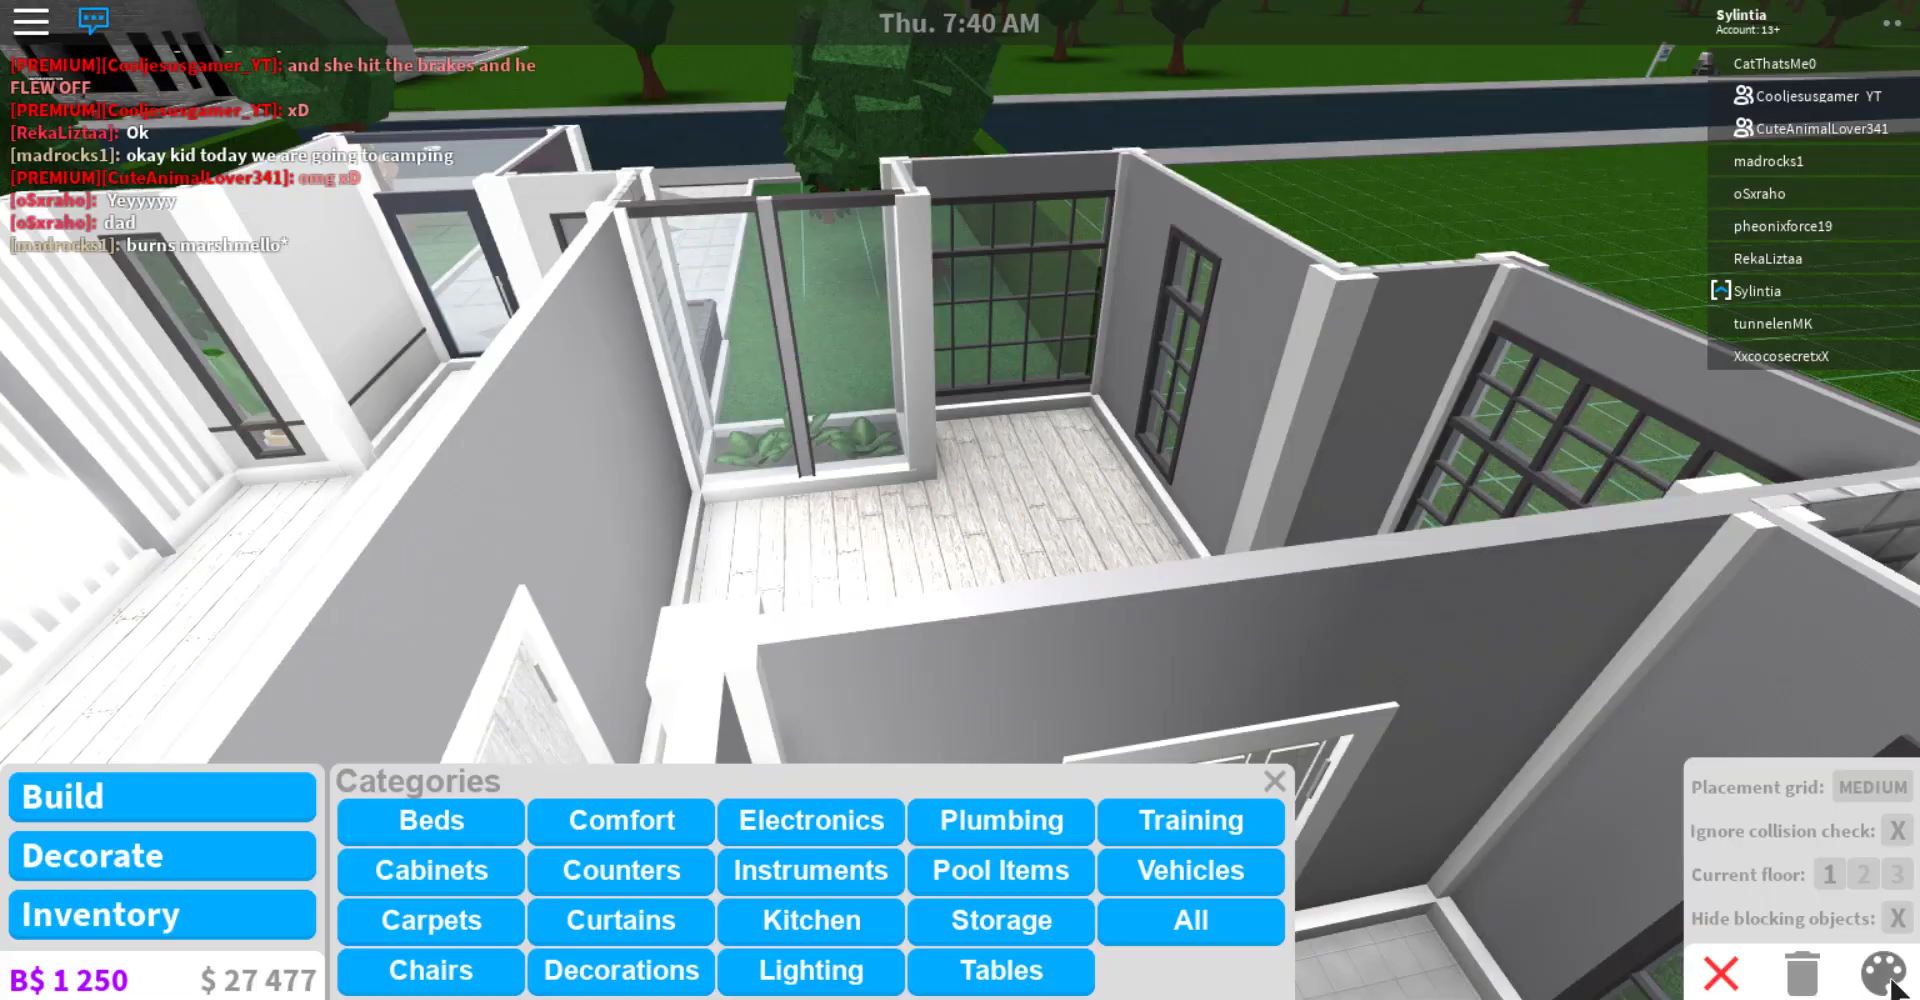 Thu. 7:40 AM
Sylintia
Account: 13+
[PREMIUM][Cooljesusgamer_YT]: and she hit the brakes and he
FLEW OFF
[PREMIUM][Cooljesusgamer_YT]: xD
[RekaLiztaa]: Ok
[madrocks1]: okay kid today we are going to camping
[PREMIUM][CuteAnimalLover341]: omg xD
[oSxraho]: Yeyyyyy
[oSxraho]: dad
[madrocks1]: burns marshmello*
CatThatsMe0
Cooljesusgamer_YT
CuteAnimalLover341
madrocks1
oSxraho
pheonixforce19
RekaLiztaa
Sylintia
tunnelenMK
XxcocosecretxX
Build
Decorate
Inventory
B$ 1 250 $ 27 477
Categories
Beds Comfort Electronics Plumbing Training
Cabinets Counters Instruments Pool Items Vehicles
Carpets Curtains Kitchen Storage All
Chairs Decorations Lighting Tables
Placement grid: MEDIUM
Ignore collision check: X
Current floor: 1 2 3
Hide blocking objects: X